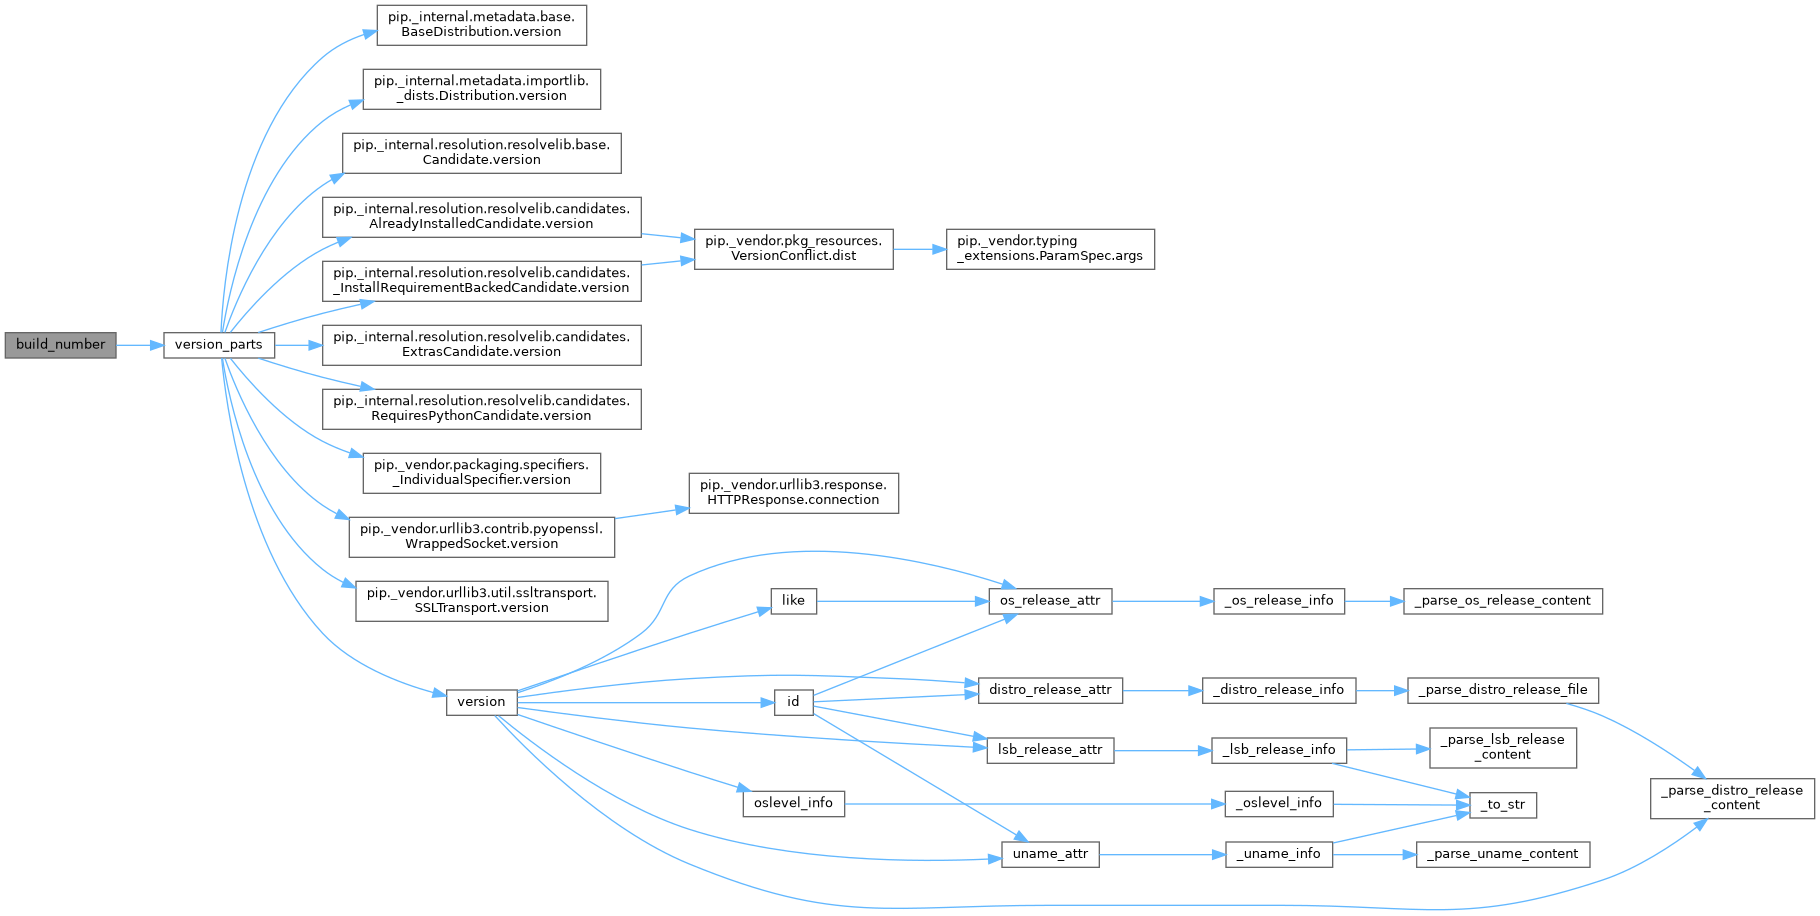 build_number
version_parts
pip._internal.metadata.base.
BaseDistribution.version
pip._internal.metadata.importlib.
_dists.Distribution.version
pip._internal.resolution.resolvelib.base.
Candidate.version
pip._internal.resolution.resolvelib.candidates.
AlreadyInstalledCandidate.version
pip._internal.resolution.resolvelib.candidates.
_InstallRequirementBackedCandidate.version
pip._internal.resolution.resolvelib.candidates.
ExtrasCandidate.version
pip._internal.resolution.resolvelib.candidates.
RequiresPythonCandidate.version
pip._vendor.packaging.specifiers.
_IndividualSpecifier.version
pip._vendor.urllib3.contrib.pyopenssl.
WrappedSocket.version
pip._vendor.urllib3.util.ssltransport.
SSLTransport.version
version
pip._vendor.pkg_resources.
VersionConflict.dist
pip._vendor.typing
_extensions.ParamSpec.args
pip._vendor.urllib3.response.
HTTPResponse.connection
like
id
oslevel_info
os_release_attr
distro_release_attr
lsb_release_attr
uname_attr
_os_release_info
_distro_release_info
_lsb_release_info
_oslevel_info
_uname_info
_parse_os_release_content
_parse_distro_release_file
_parse_lsb_release
_content
_to_str
_parse_uname_content
_parse_distro_release
_content